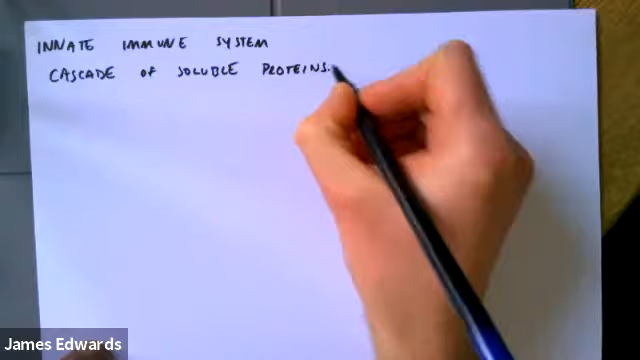 INNATE IMMUNE SYSTEM
CASCADE OF SOLUBLE PROTEINS.
James Edwards